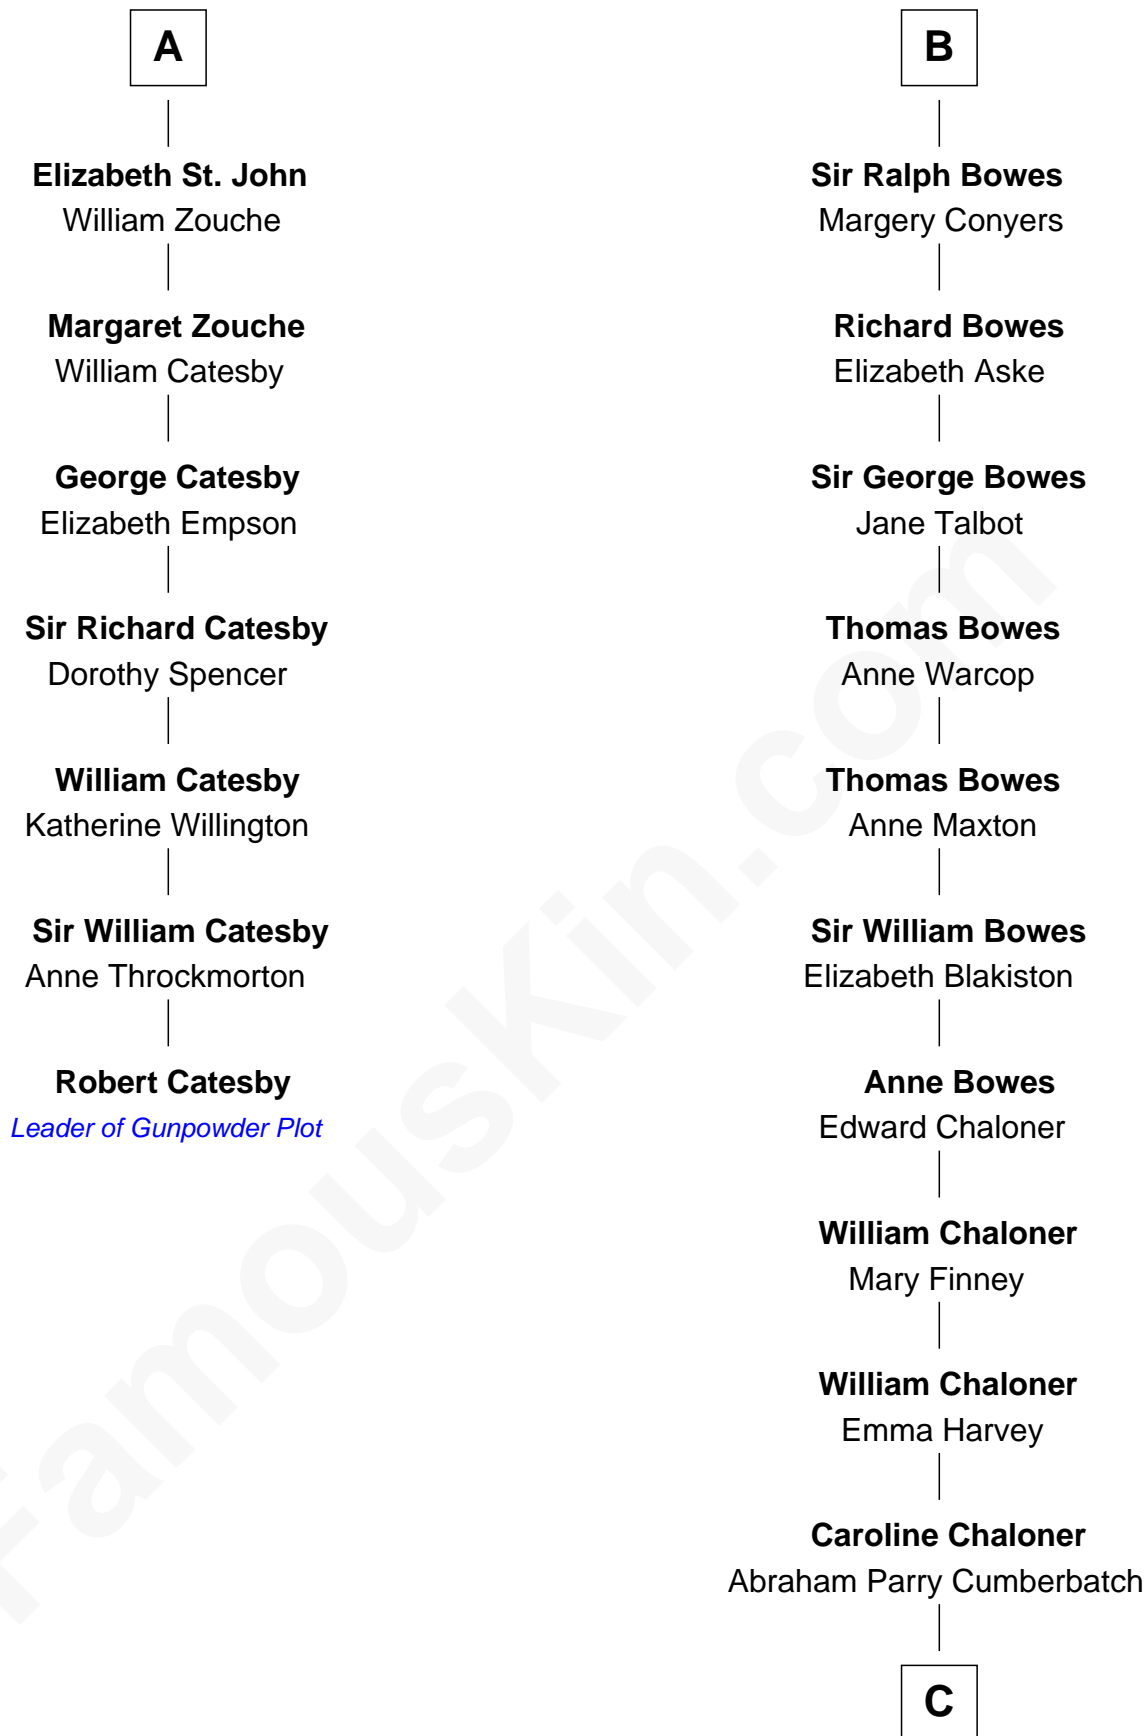 A
Elizabeth St. John
William Zouche
Margaret Zouche
William Catesby
George Catesby
Elizabeth Empson
Sir Richard Catesby
Dorothy Spencer
William Catesby
Katherine Willington
Sir William Catesby
Anne Throckmorton
Robert Catesby
Leader of Gunpowder Plot
B
Sir Ralph Bowes
Margery Conyers
Richard Bowes
Elizabeth Aske
Sir George Bowes
Jane Talbot
Thomas Bowes
Anne Warcop
Thomas Bowes
Anne Maxton
Sir William Bowes
Elizabeth Blakiston
Anne Bowes
Edward Chaloner
William Chaloner
Mary Finney
William Chaloner
Emma Harvey
Caroline Chaloner
Abraham Parry Cumberbatch
C
FamousKin.com